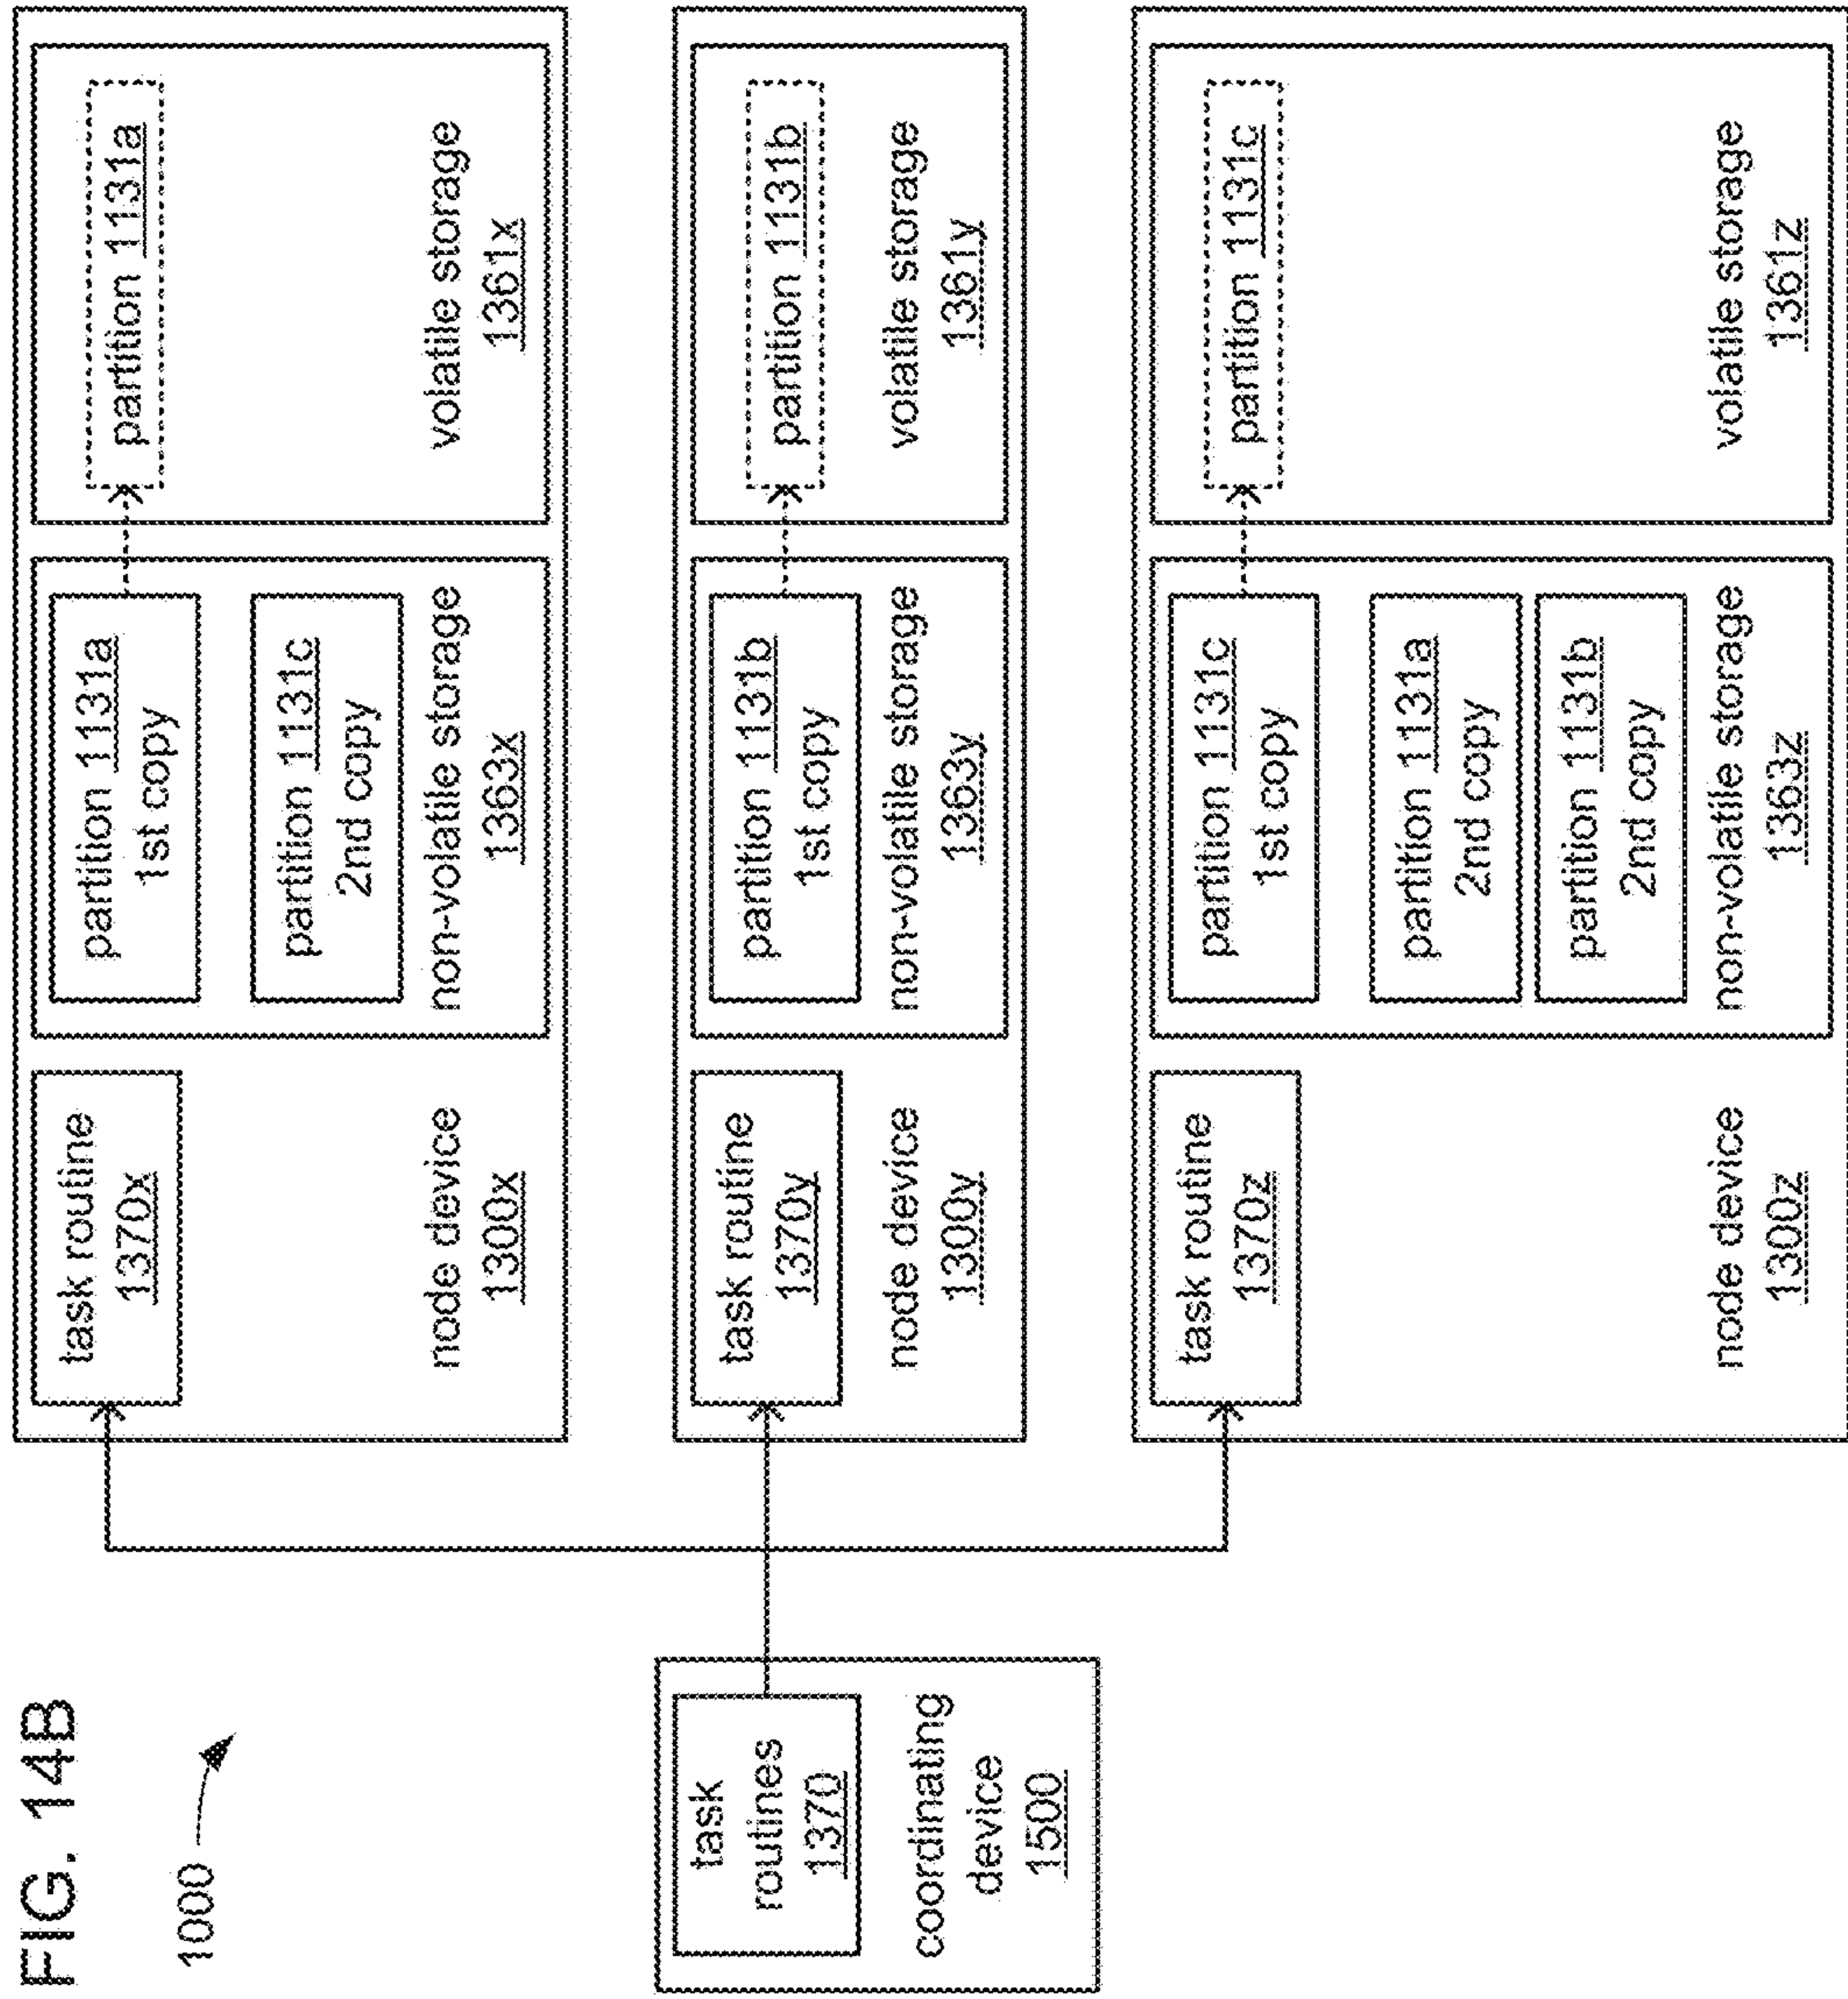 FIG. 14B
1000
task
routines
1370
coordinating
device
1500
task routine
1370x
node device
1300x
partition 1131a
1st copy
partition 1131c
2nd copy
non-volatile storage
1363x
partition 1131a
volatile storage
1361x
task routine
1370y
node device
1300y
partition 1131b
1st copy
non-volatile storage
1363y
partition 1131b
volatile storage
1361y
task routine
1370z
node device
1300z
partition 1131c
1st copy
partition 1131a
2nd copy
partition 1131b
2nd copy
non-volatile storage
1363z
partition 1131c
volatile storage
1361z